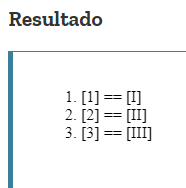 Resultado
1. [1] == [I]
2. [2] == [II]
3. [3] == [III]